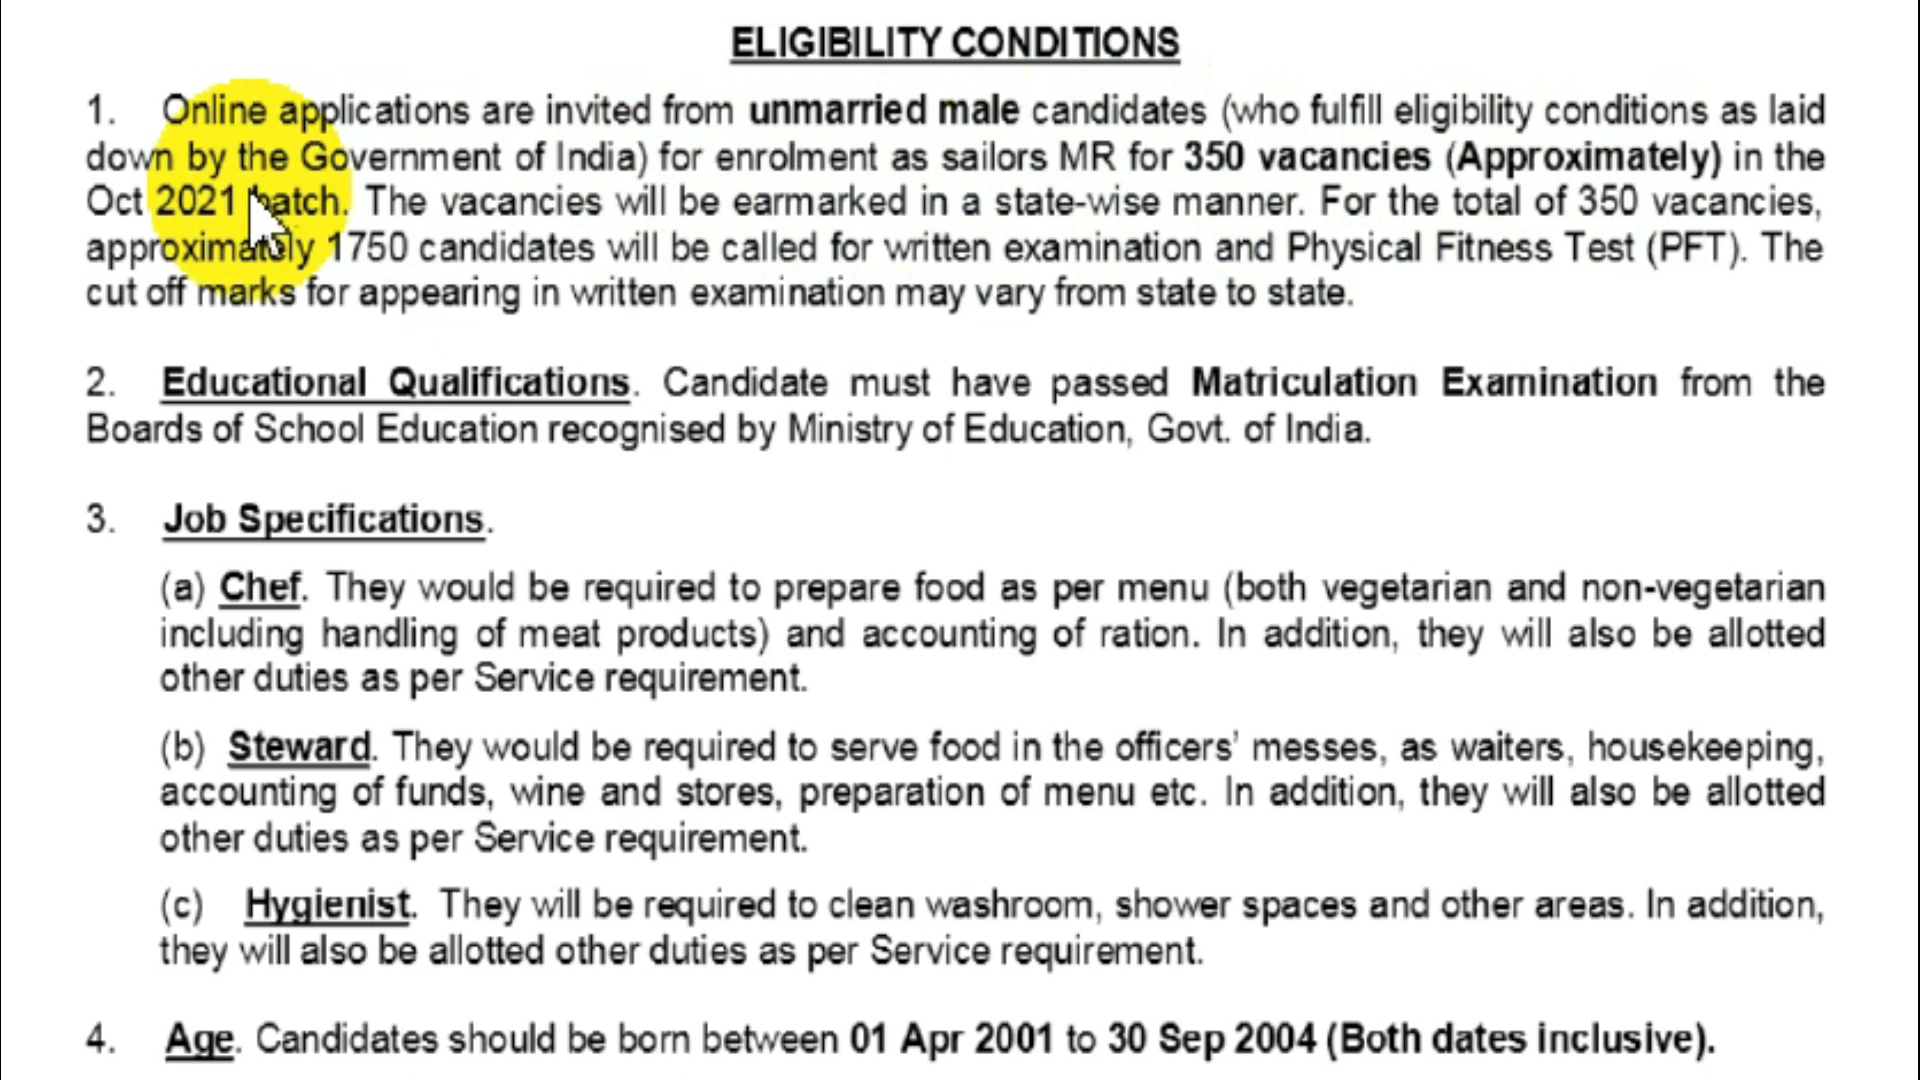 ELIGIBILITY CONDITIONS
1. Online applications are invited from unmarried male candidates (who fulfill eligibility conditions as laid
down by the Government of India) for enrolment as sailors MR for 350 vacancies (Approximately) in the
Oct 2021 batch. The vacancies will be earmarked in a state-wise manner. For the total of 350 vacancies,
approximately 1750 candidates will be called for written examination and Physical Fitness Test (PFT). The
cut off marks for appearing in written examination may vary from state to state.
2. Educational Qualifications. Candidate must have passed Matriculation Examination from the
Boards of School Education recognised by Ministry of Education, Govt. of India.
3. Job Specifications.
(a) Chef. They would be required to prepare food as per menu (both vegetarian and non-vegetarian
including handling of meat products) and accounting of ration. In addition, they will also be allotted
other duties as per Service requirement.
(b) Steward. They would be required to serve food in the officers’ messes, as waiters, housekeeping,
accounting of funds, wine and stores, preparation of menu etc. In addition, they will also be allotted
other duties as per Service requirement.
(c) Hygienist. They will be required to clean washroom, shower spaces and other areas. In addition,
they will also be allotted other duties as per Service requirement.
4. Age. Candidates should be born between 01 Apr 2001 to 30 Sep 2004 (Both dates inclusive).